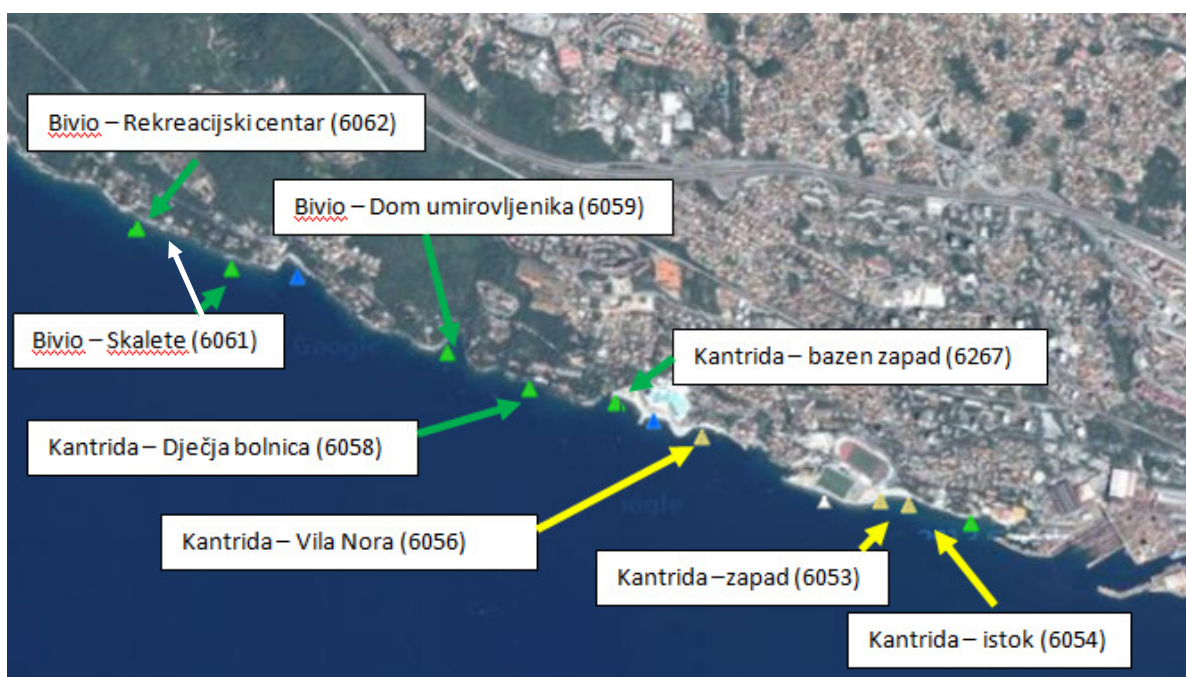 Bivio – Rekreacijski centar (6062)
Bivio – Dom umirovljenika (6059)
Bivio – Skalete (6061)
Google
Kantrida – bazen zapad (6267)
Kantrida – Dječja bolnica (6058)
Kantrida – Vila Nora (6056)
Kantrida –zapad (6053)
Kantrida – istok (6054)